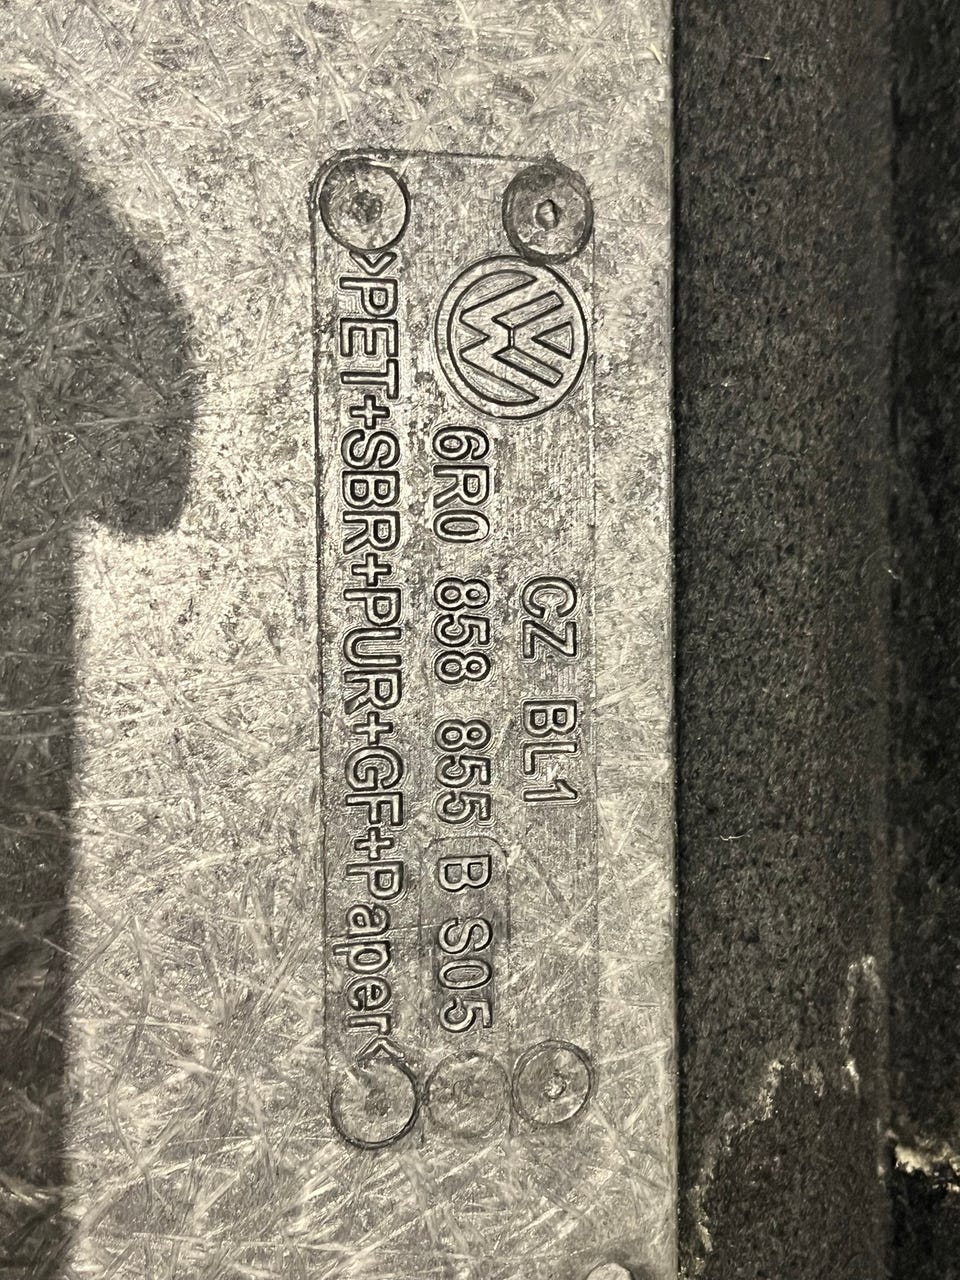 CZ BL1
6R0 858 855 B S05
>PET+SBR+PUR+GF+Paper<